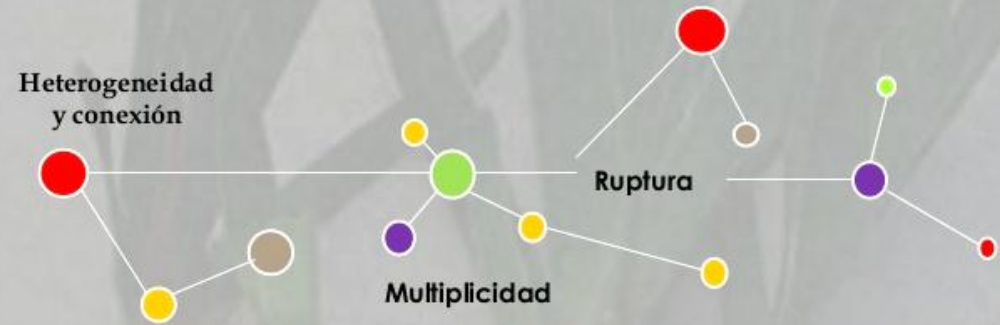 Heterogeneidad
y conexión
Ruptura
Multiplicidad